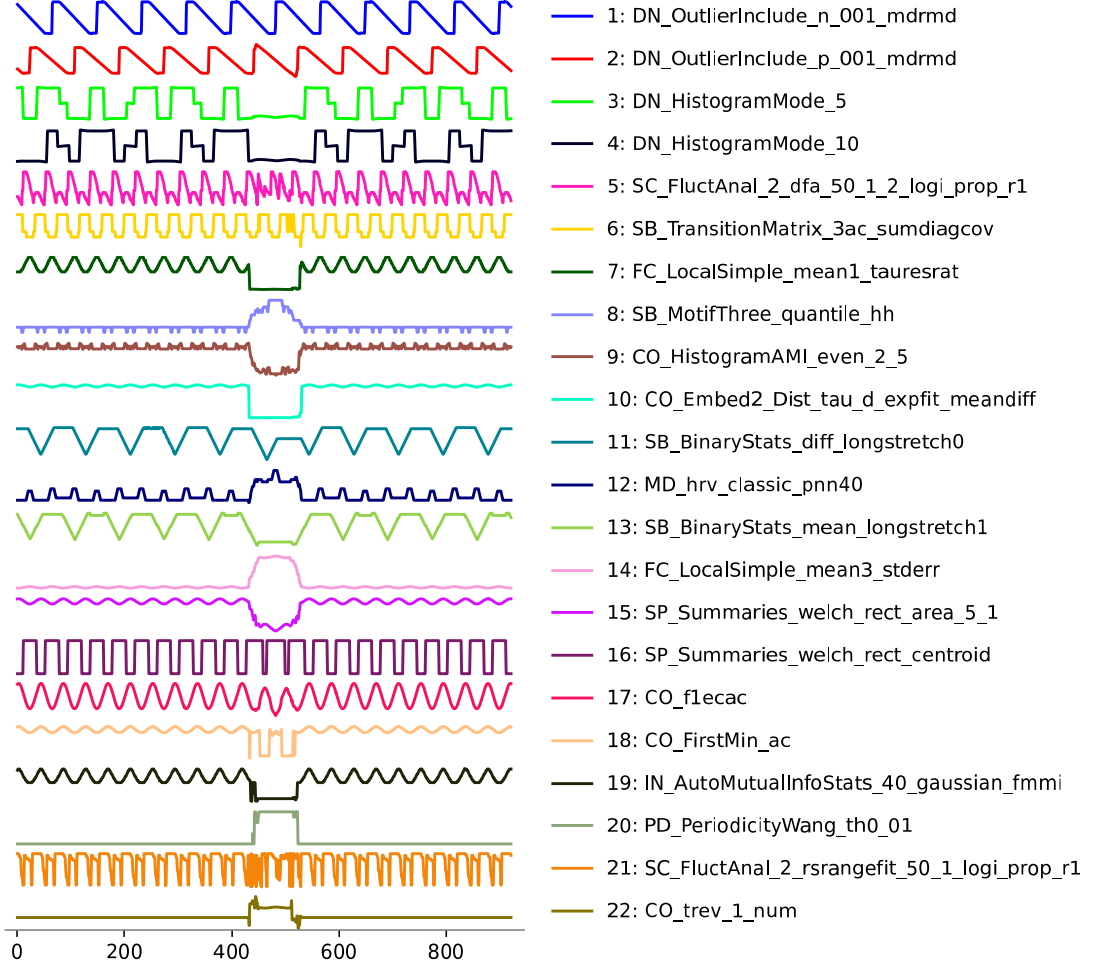 1: DN_OutlierInclude_n_001_mdrmd
2: DN_OutlierInclude_p_001_mdrmd
3: DN_HistogramMode_5
4: DN_HistogramMode_10
5: SC_FluctAnal_2_dfa_50_1_2_logi_prop_r1
6: SB_TransitionMatrix_3ac_sumdiagcov
7: FC_LocalSimple_mean1_tauresrat
8: SB_MotifThree_quantile_hh
9: CO_HistogramAMI_even_2_5
10: CO_Embed2_Dist_tau_d_expfit_meandiff
11: SB_BinaryStats_diff_longstretch0
12: MD_hrv_classic_pnn40
13: SB_BinaryStats_mean_longstretch1
14: FC_LocalSimple_mean3_stderr
15: SP_Summaries_welch_rect_area_5_1
16: SP_Summaries_welch_rect_centroid
17: CO_f1ecac
18: CO_FirstMin_ac
19: IN_AutoMutualInfoStats_40_gaussian_fmmi
20: PD_PeriodicityWang_th0_01
21: SC_FluctAnal_2_rsrangefit_50_1_logi_prop_r1
22: CO_trev_1_num
0 200 400 600 800